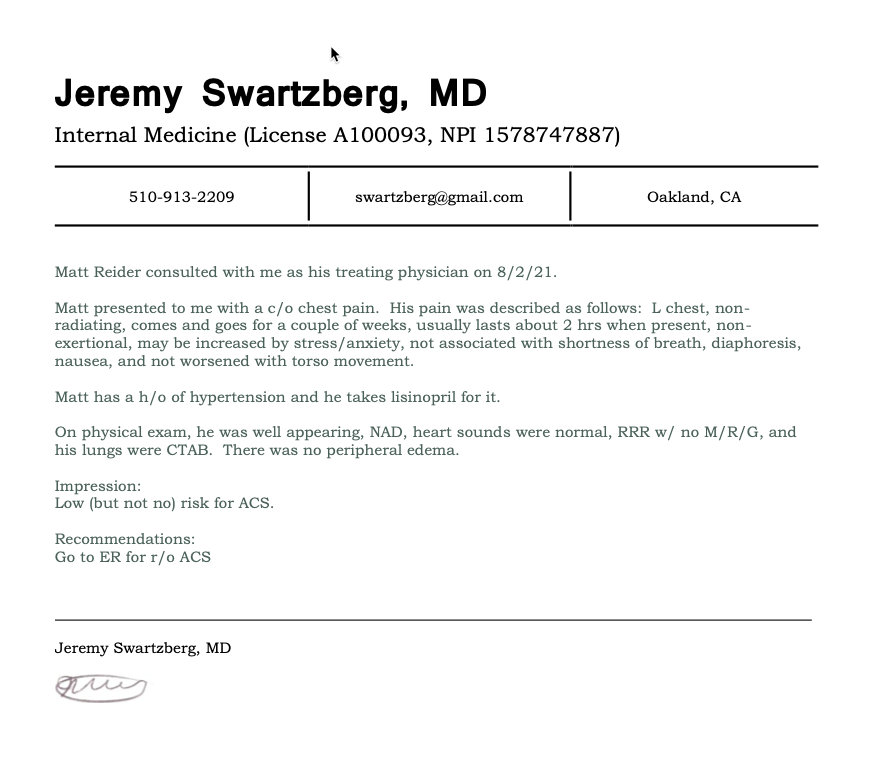 Jeremy Swartzberg, MD
Internal Medicine (License A100093, NPI 1578747887)
510-913-2209
swartzberg@gmail.com
Oakland, CA
Matt Reider consulted with me as his treating physician on 8/2/21.
Matt presented to me with a c/o chest pain.  His pain was described as follows:  L chest, non-
radiating, comes and goes for a couple of weeks, usually lasts about 2 hrs when present, non-
exertional, may be increased by stress/anxiety, not associated with shortness of breath, diaphoresis,
nausea, and not worsened with torso movement.
Matt has a h/o of hypertension and he takes lisinopril for it.
On physical exam, he was well appearing, NAD, heart sounds were normal, RRR w/ no M/R/G, and
his lungs were CTAB.  There was no peripheral edema.
Impression:
Low (but not no) risk for ACS.
Recommendations:
Go to ER for r/o ACS
Jeremy Swartzberg, MD